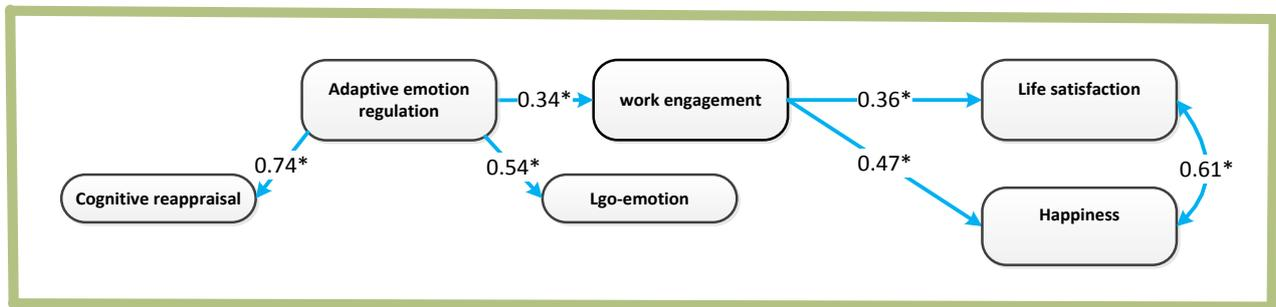 Adaptive emotion
regulation
0.34*
work engagement
0.36*
Life satisfaction
0.74*
0.54*
0.47*
0.61*
Cognitive reappraisal
Lgo-emotion
Happiness